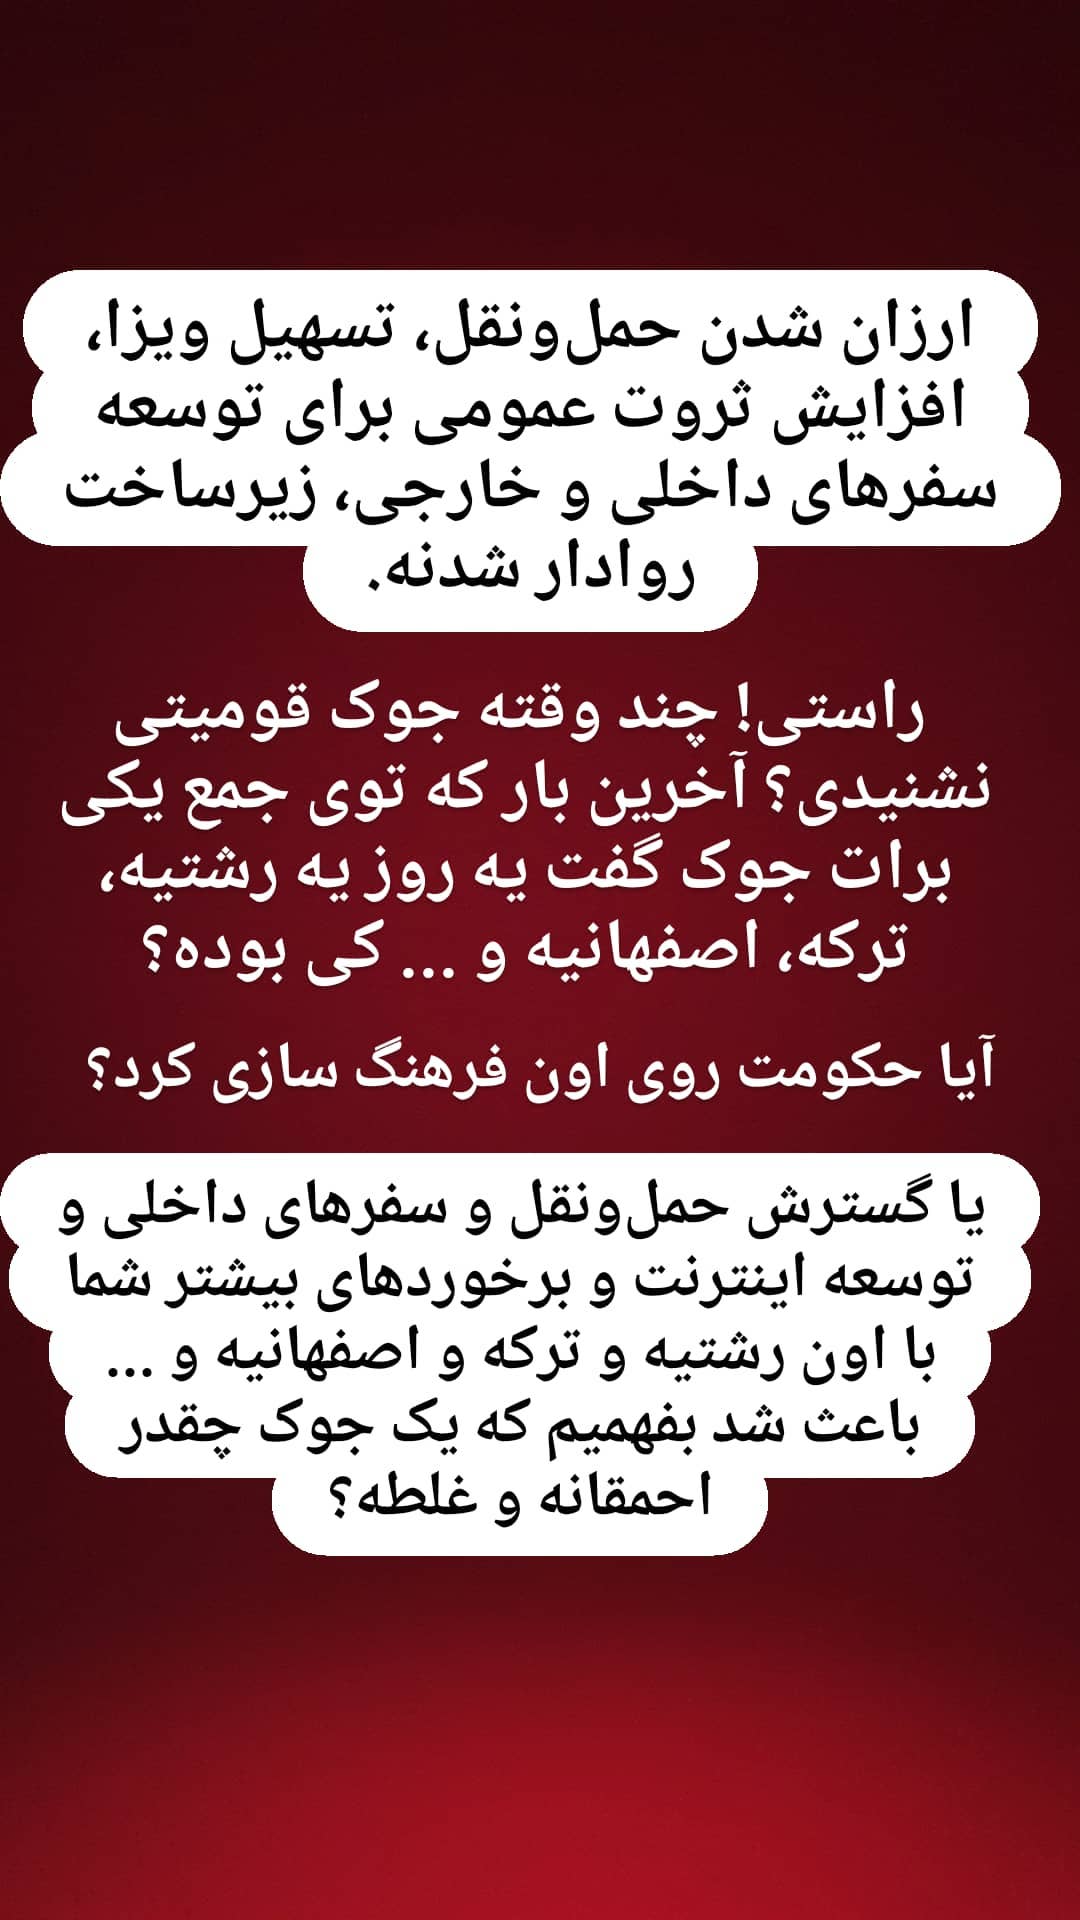 ارزان شدن حمل‌ونقل، تسهیل ویزا،
افزایش ثروت عمومی برای توسعه
سفرهای داخلی و خارجی، زیرساخت
روادار شدنه.
راستی! چند وقته جوک قومیتی
نشنیدی؟ آخرین بار که توی جمع یکی
برات جوک گفت یه روز یه رشتیه،
ترکه، اصفهانیه و ... کی بوده؟
آیا حکومت روی اون فرهنگ سازی کرد؟
یا گسترش حمل‌ونقل و سفرهای داخلی و
توسعه اینترنت و برخوردهای بیشتر شما
با اون رشتیه و ترکه و اصفهانیه و ...
باعث شد بفهمیم که یک جوک چقدر
احمقانه و غلطه؟